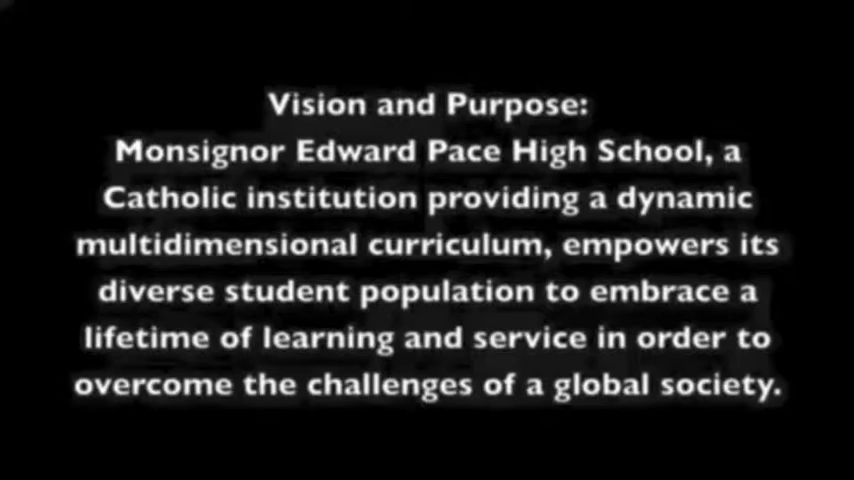 Vision and Purpose:
Monsignor Edward Pace High School, a
Catholic institution providing a dynamic
multidimensional curriculum, empowers its
diverse student population to embrace a
lifetime of learning and service in order to
overcome the challenges of a global society.